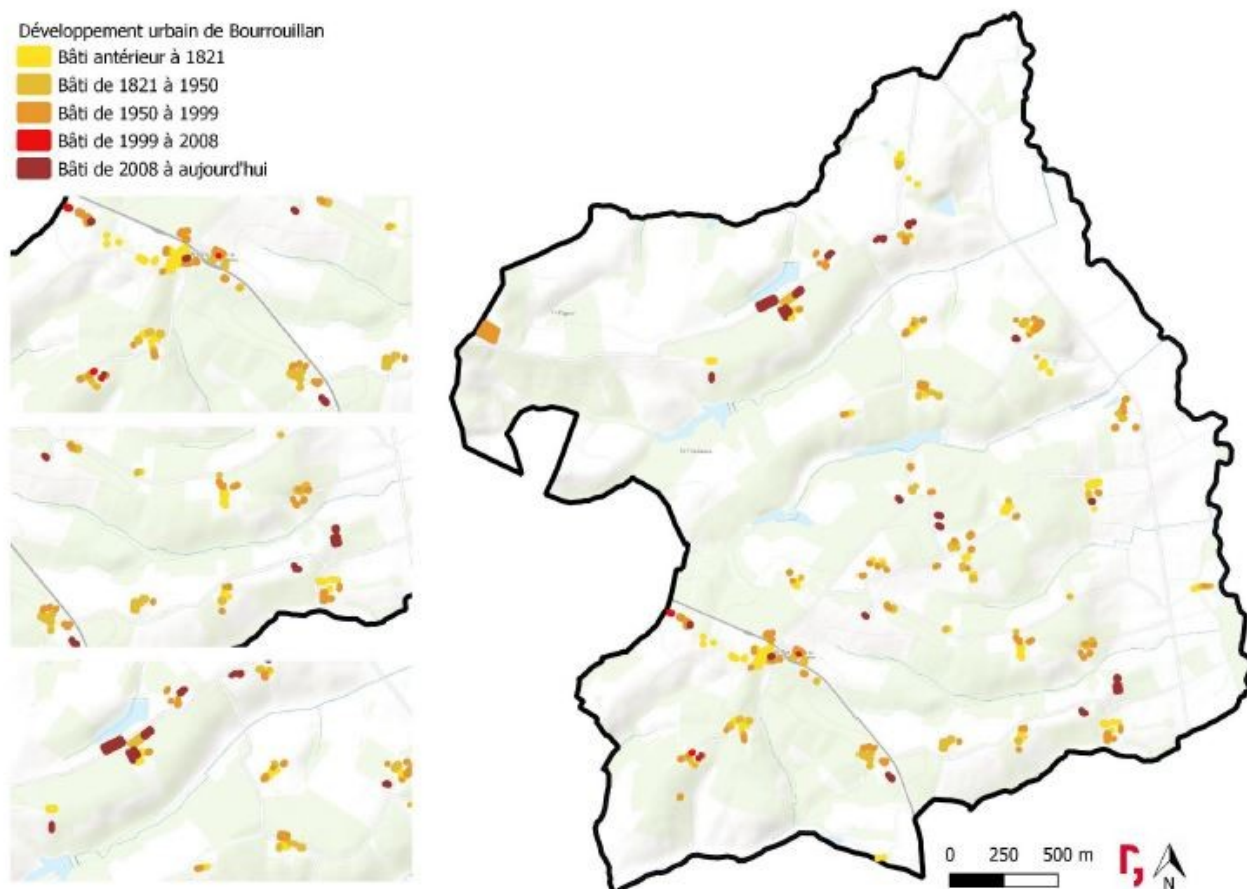 Développement urbain de Bourrouillan
Bâti antérieur à 1821
Bâti de 1821 à 1950
Bâti de 1950 à 1999
Bâti de 1999 à 2008
Bâti de 2008 à aujourd'hui
0 250 500 m
N